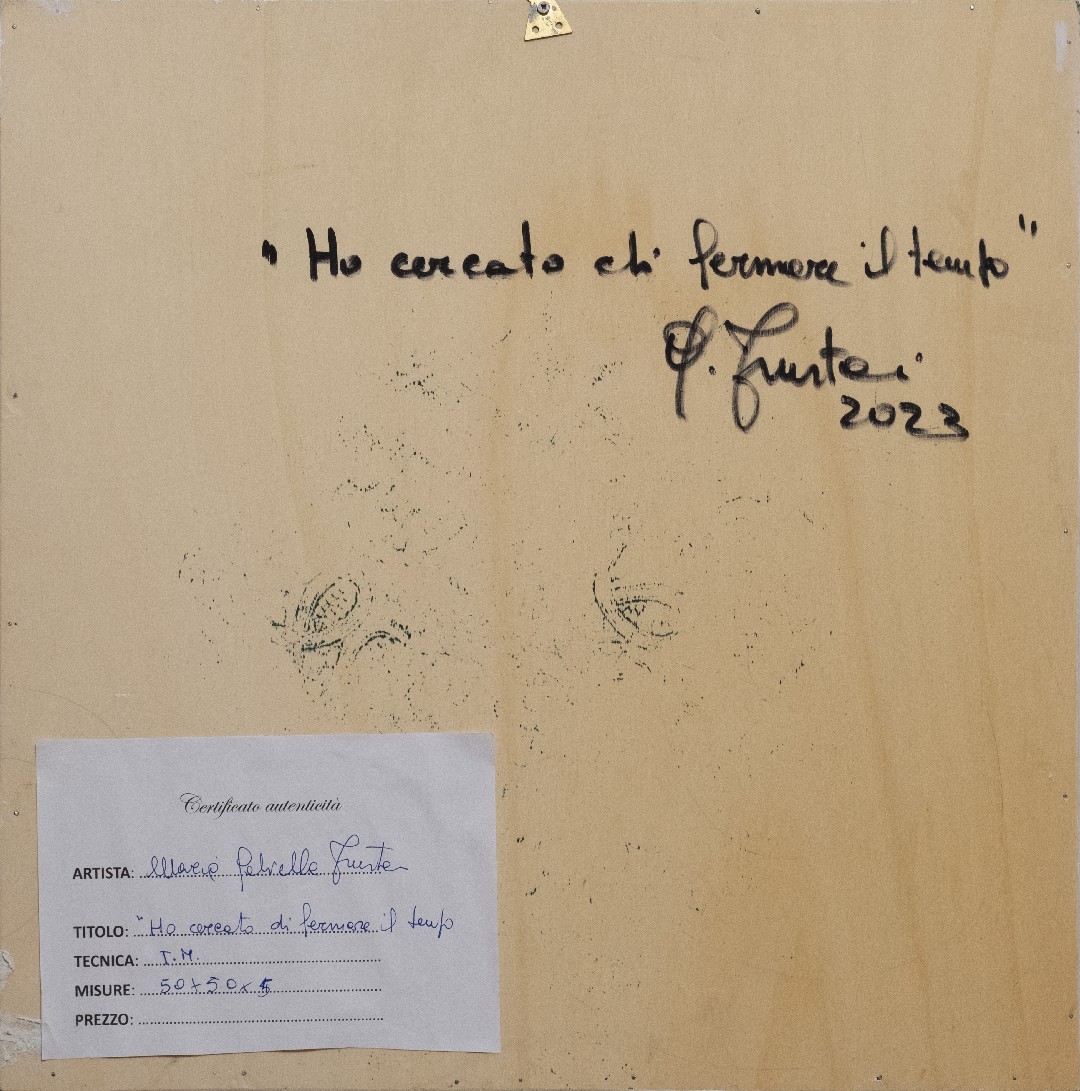 " Ho cercato di fermare il tempo "
2023
Certificato autenticità
ARTISTA: Maria
TITOLO: "Ho cercato di fermare il tempo
TECNICA: T.M.
MISURE: 50x50x5
PREZZO: